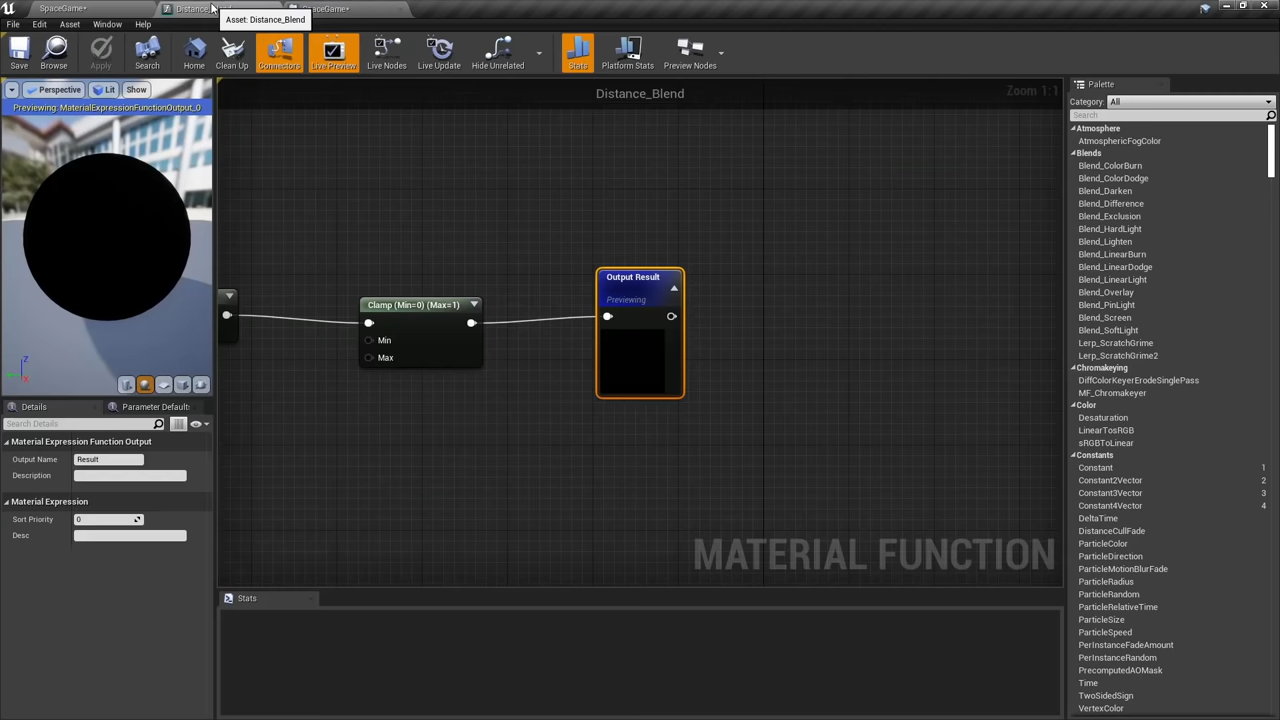 SpaceGame*
Distance_Blend
SpaceGame*
File Edit Asset Window Help
Asset: Distance_Blend
Save
Browse
Apply
Search
Home
Clean Up
Connectors
Live Preview
Live Nodes
Live Update
Hide Unrelated
Stats
Platform Stats
Preview Nodes
Perspective
Lit
Show
Previewing: MaterialExpressionFunctionOutput_0
Z
X
Details
Parameter Default
Search Details
Material Expression Function Output
Output Name Result
Description
Material Expression
Sort Priority 0
Desc
Distance_Blend
Zoom 1:1
Clamp (Min=0) (Max=1)
Min
Max
Output Result
Previewing
MATERIAL FUNCTION
Stats
Palette
Category: All
Search
Atmosphere
AtmosphericFogColor
Blends
Blend_ColorBurn
Blend_ColorDodge
Blend_Darken
Blend_Difference
Blend_Exclusion
Blend_HardLight
Blend_Lighten
Blend_LinearBurn
Blend_LinearDodge
Blend_LinearLight
Blend_Overlay
Blend_PinLight
Blend_Screen
Blend_SoftLight
Lerp_ScratchGrime
Lerp_ScratchGrime2
Chromakeying
DiffColorKeyerErodeSinglePass
MF_Chromakeyer
Color
Desaturation
LinearTosRGB
sRGBToLinear
Constants
Constant 1
Constant2Vector 2
Constant3Vector 3
Constant4Vector 4
DeltaTime
DistanceCullFade
ParticleColor
ParticleDirection
ParticleMotionBlurFade
ParticleRadius
ParticleRandom
ParticleRelativeTime
ParticleSize
ParticleSpeed
PerInstanceFadeAmount
PerInstanceRandom
PrecomputedAOMask
Time
TwoSidedSign
VertexColor